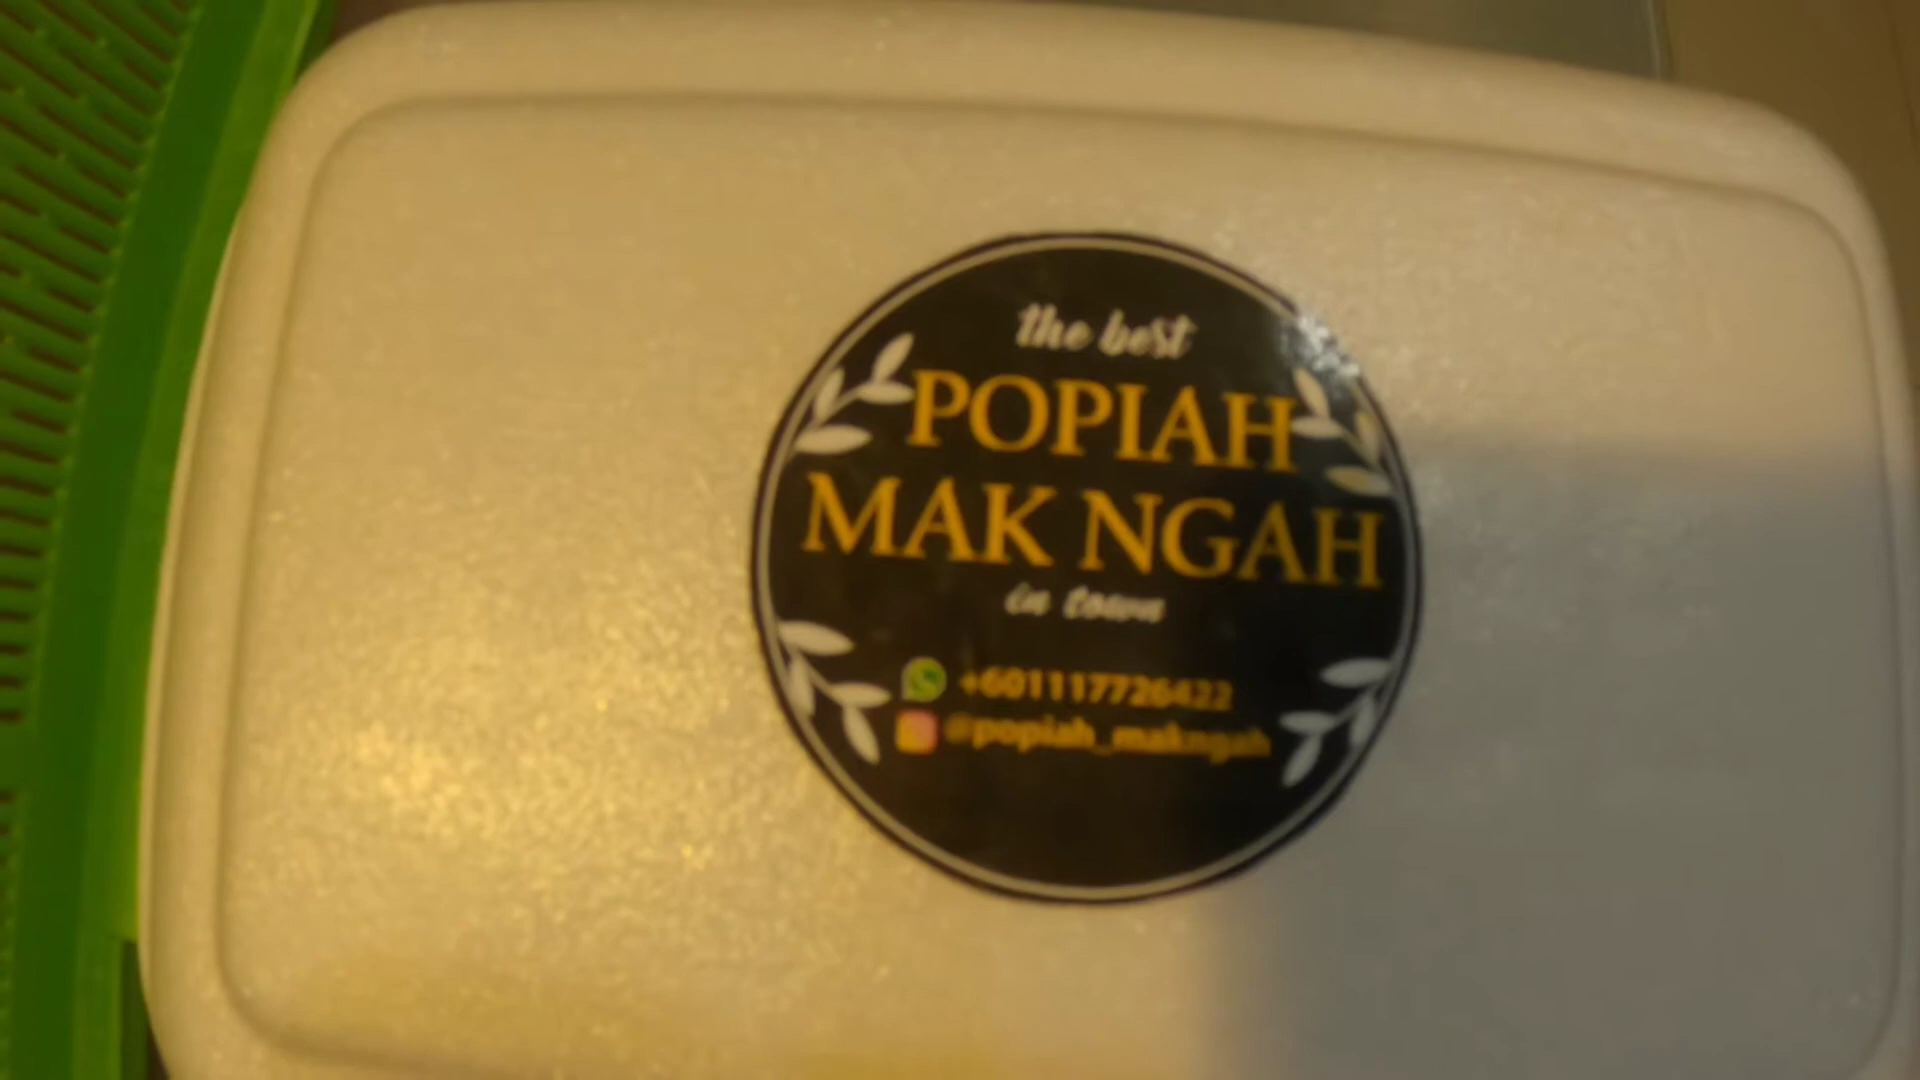 the best
POPIAH
MAK NGAH
in town
+601117726422
@popiah_makngah